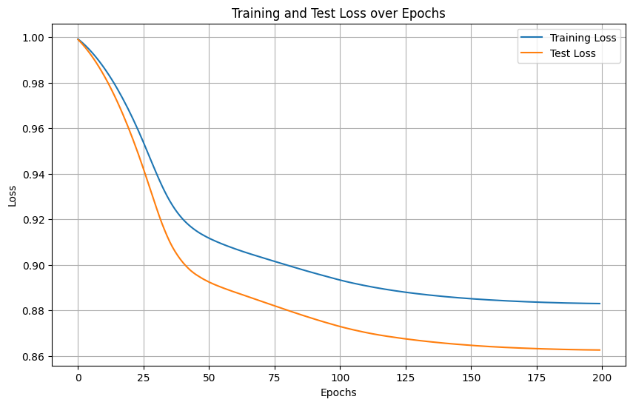 Training and Test Loss over Epochs
Training Loss
Test Loss
Loss
1.00
0.98
0.96
0.94
0.92
0.90
0.88
0.86
0 25 50 75 100 125 150 175 200
Epochs